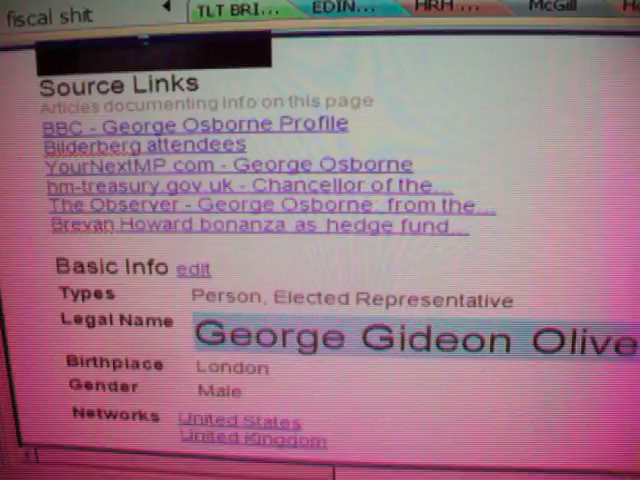 fiscal shit
TLT BRI... EDIN... HRH ... McGill
Source Links
Articles documenting info on this page
BBC - George Osborne Profile
Bilderberg attendees
YourNextMP.com - George Osborne
hm-treasury.gov.uk - Chancellor of the...
The Observer - George Osborne: from the...
Brevan Howard bonanza as hedge fund...
Basic Info edit
Types Person, Elected Representative
Legal Name George Gideon Olive
Birthplace London
Gender Male
Networks United States
United Kingdom